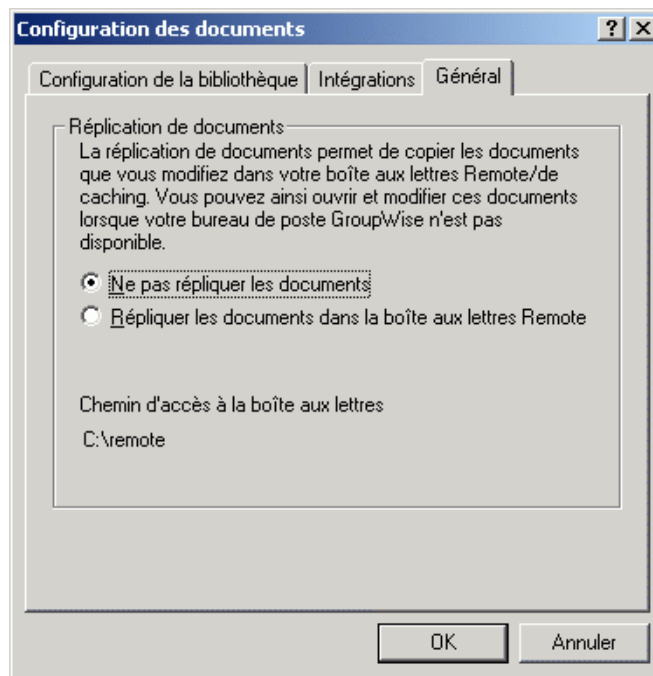 Configuration des documents
Configuration de la bibliothèque Intégrations Général
Réplication de documents
La réplication de documents permet de copier les documents
que vous modifiez dans votre boîte aux lettres Remote/de
caching. Vous pouvez ainsi ouvrir et modifier ces documents
lorsque votre bureau de poste GroupWise n'est pas
disponible.
Ne pas répliquer les documents
Répliquer les documents dans la boîte aux lettres Remote
Chemin d'accès à la boîte aux lettres
C:\remote
OK Annuler